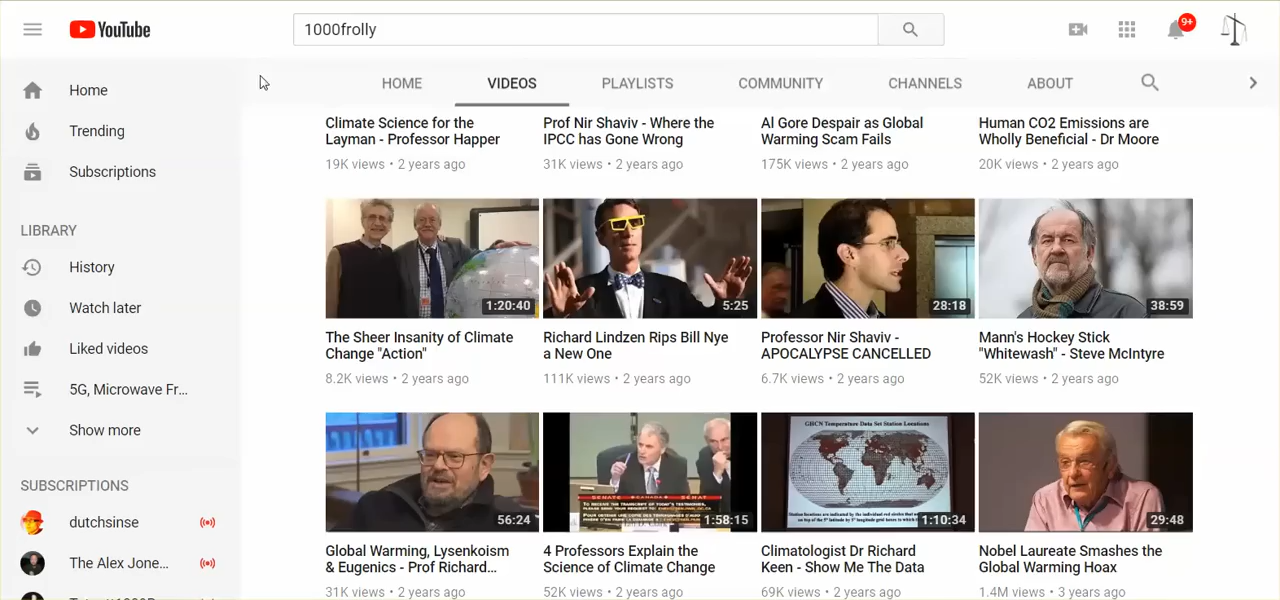 YouTube
1000frolly
9+
HOME VIDEOS PLAYLISTS COMMUNITY CHANNELS ABOUT
Home
Trending
Subscriptions
LIBRARY
History
Watch later
Liked videos
5G, Microwave Fr...
Show more
SUBSCRIPTIONS
dutchsinse
The Alex Jone...
Climate Science for the
Layman - Professor Happer
19K views • 2 years ago
Prof Nir Shaviv - Where the
IPCC has Gone Wrong
31K views • 2 years ago
Al Gore Despair as Global
Warming Scam Fails
175K views • 2 years ago
Human CO2 Emissions are
Wholly Beneficial - Dr Moore
20K views • 2 years ago
1:20:40
The Sheer Insanity of Climate
Change "Action"
8.2K views • 2 years ago
5:25
Richard Lindzen Rips Bill Nye
a New One
111K views • 2 years ago
28:18
Professor Nir Shaviv -
APOCALYPSE CANCELLED
6.7K views • 2 years ago
38:59
Mann's Hockey Stick
"Whitewash" - Steve McIntyre
52K views • 3 years ago
56:24
Global Warming, Lysenkoism
& Eugenics - Prof Richard...
31K views • 2 years ago
SENATE CANADA SÉNAT
1:58:15
4 Professors Explain the
Science of Climate Change
52K views • 2 years ago
GHCN Temperature Data Set Station Locations
1:10:34
Climatologist Dr Richard
Keen - Show Me The Data
69K views • 2 years ago
29:48
Nobel Laureate Smashes the
Global Warming Hoax
1.4M views • 3 years ago